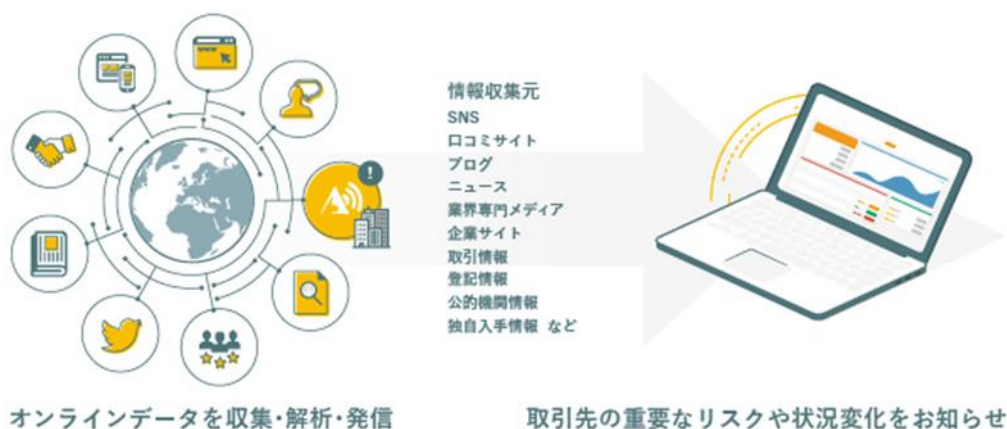 www
情報収集元
SNS
口コミサイト
ブログ
ニュース
業界専門メディア
企業サイト
取引情報
登記情報
公的機関情報
独自入手情報 など
オンラインデータを収集・解析・発信
取引先の重要なリスクや状況変化をお知らせ